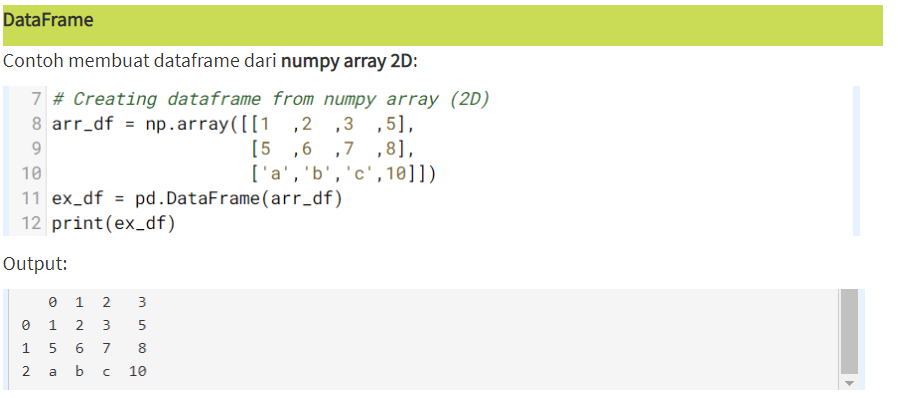 DataFrame
Contoh membuat dataframe dari numpy array 2D:
7 # Creating dataframe from numpy array (2D)
8 arr_df = np.array([[1 ,2 ,3 ,5],
9 [5 ,6 ,7 ,8],
10 ['a','b','c',10]])
11 ex_df = pd.DataFrame(arr_df)
12 print(ex_df)
Output:
0 1 2 3
0 1 2 3 5
1 5 6 7 8
2 a b c 10